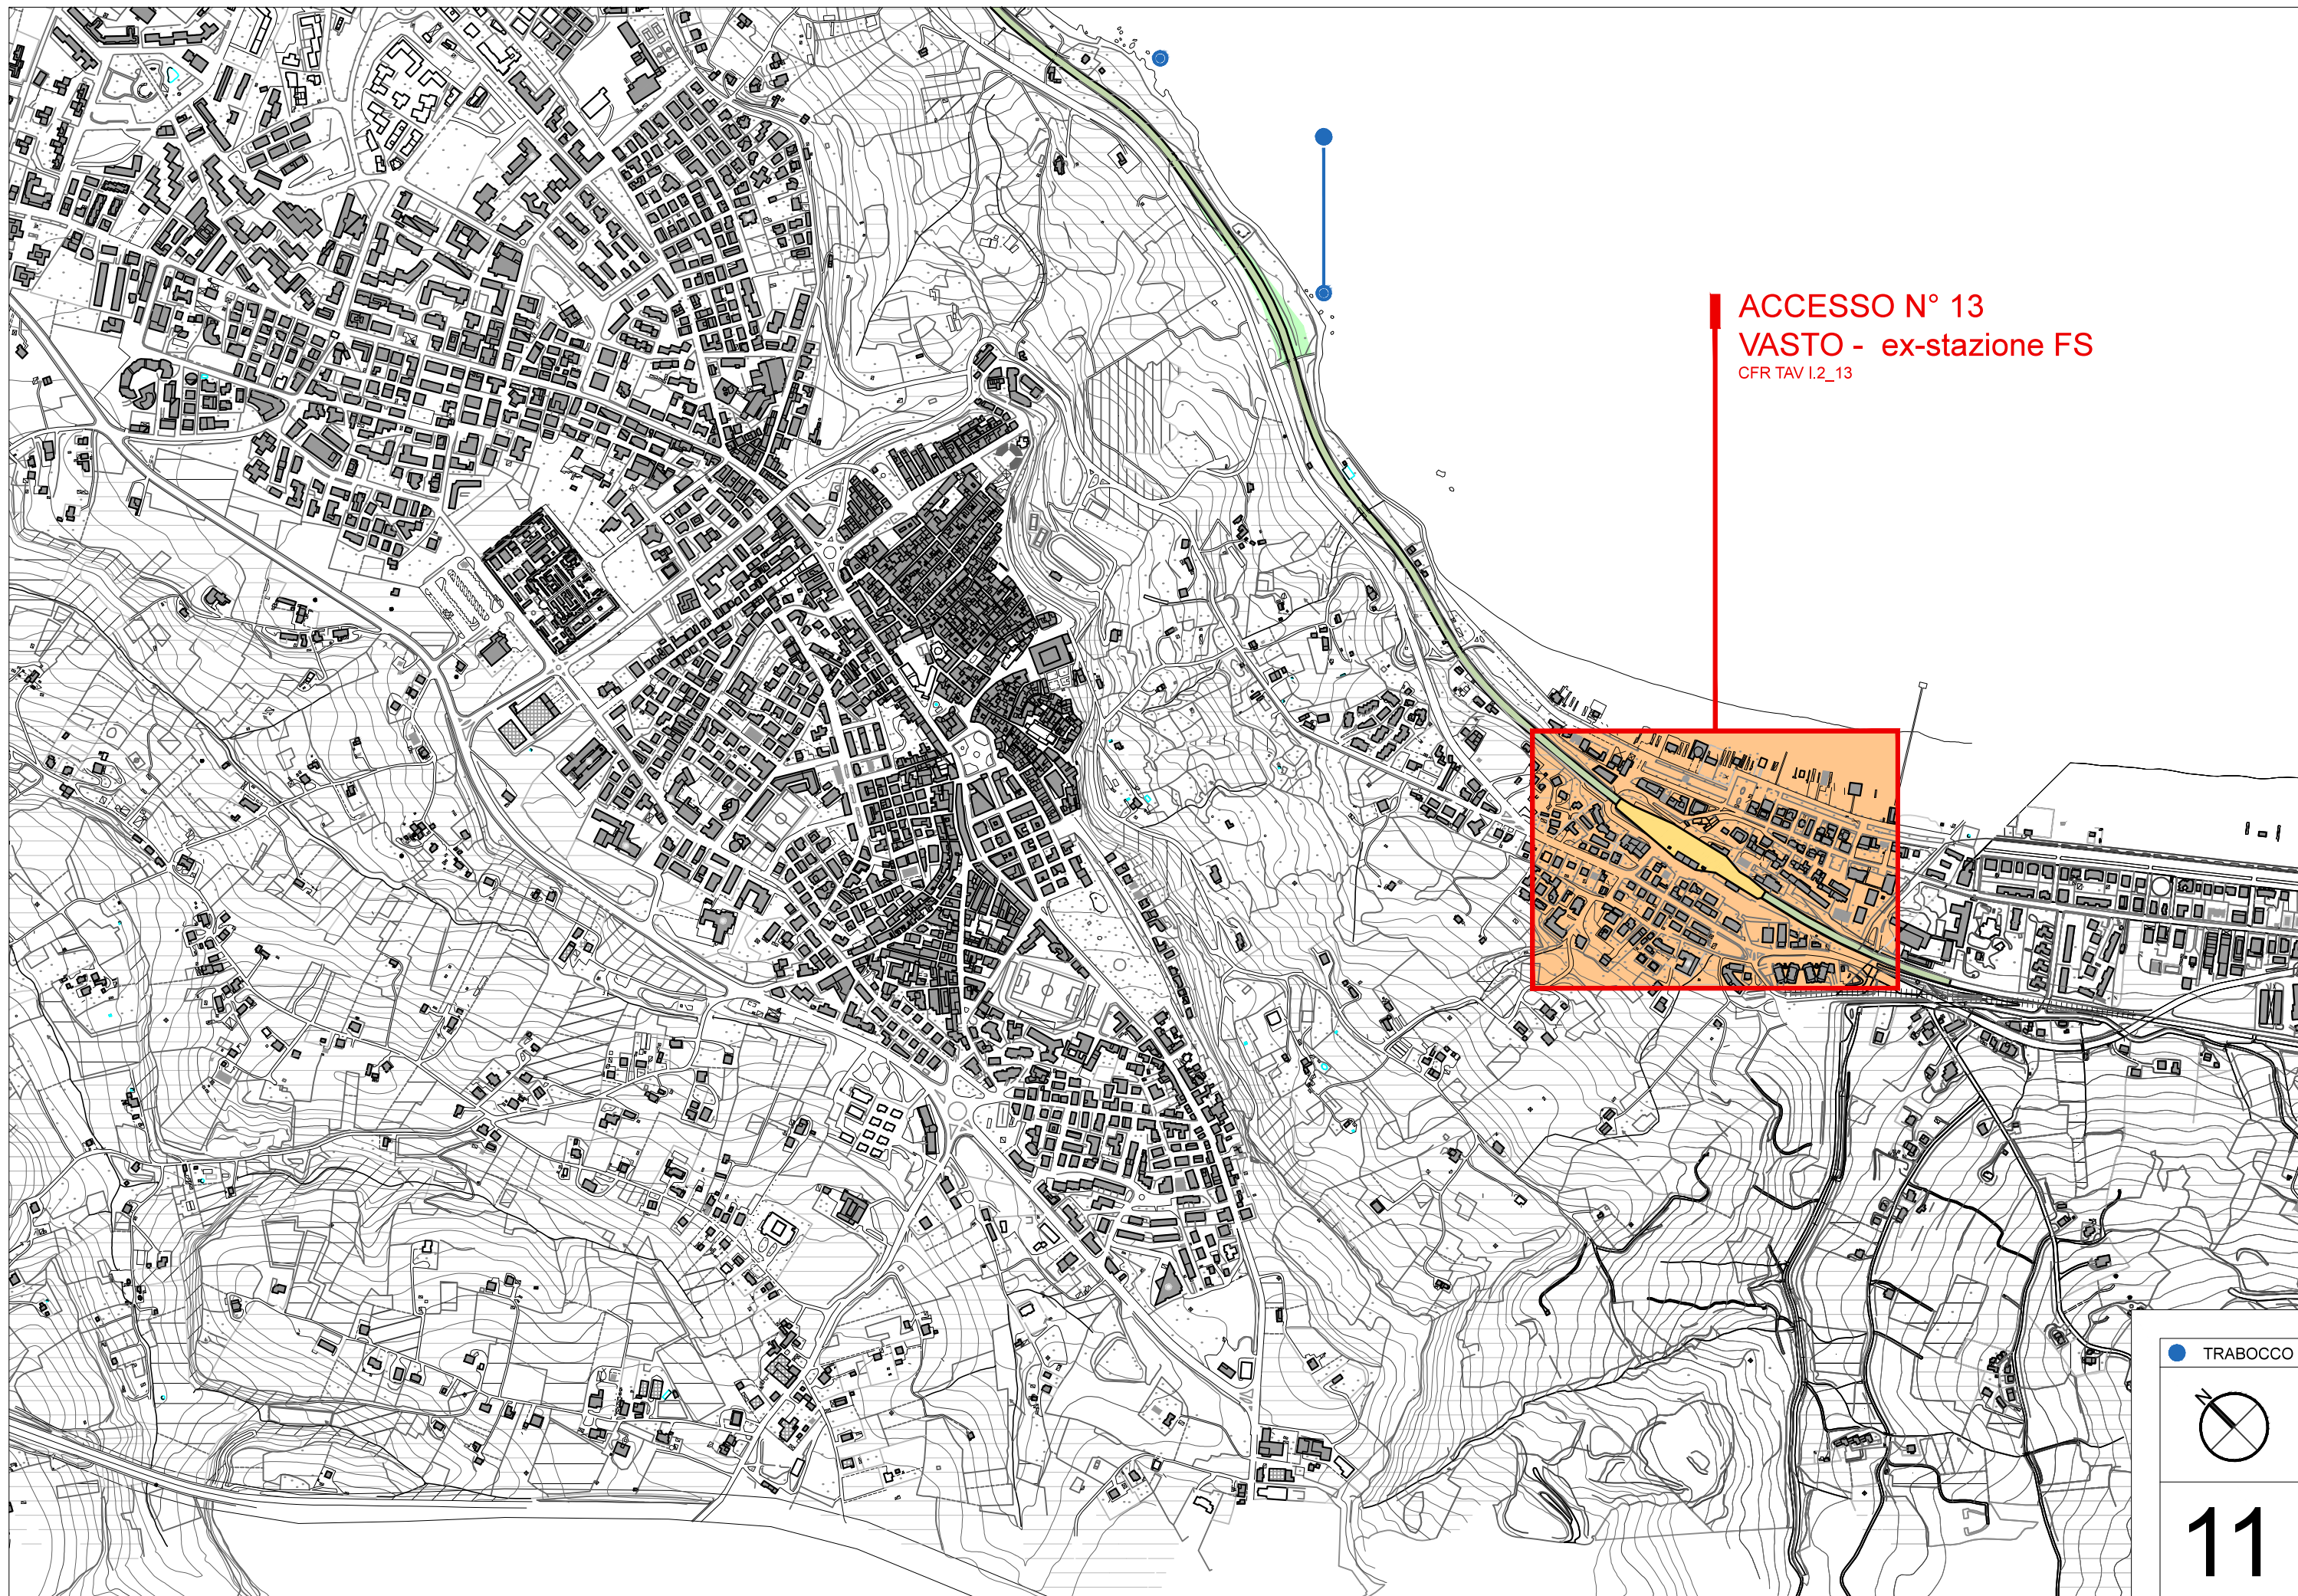 ACCESSO N° 13
VASTO - ex-stazione FS
CFR TAV I.2_13
TRABOCCO
N
11